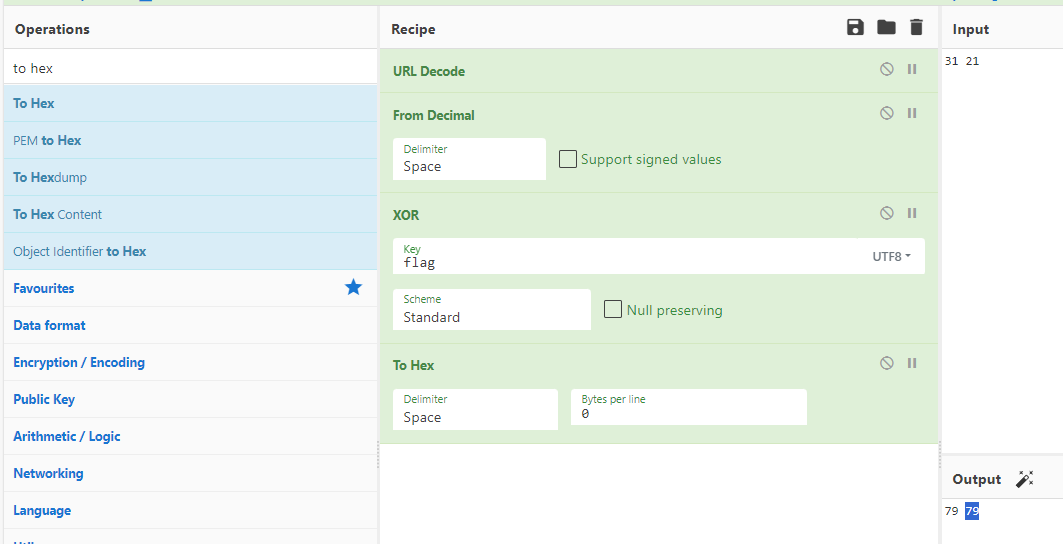 Operations
to hex
To Hex
PEM to Hex
To Hexdump
To Hex Content
Object Identifier to Hex
Favourites
Data format
Encryption / Encoding
Public Key
Arithmetic / Logic
Networking
Language
Recipe
URL Decode
From Decimal
Delimiter
Space
Support signed values
XOR
Key
flag
UTF8
Scheme
Standard
Null preserving
To Hex
Delimiter
Space
Bytes per line
0
Input
31 21
Output
79 79